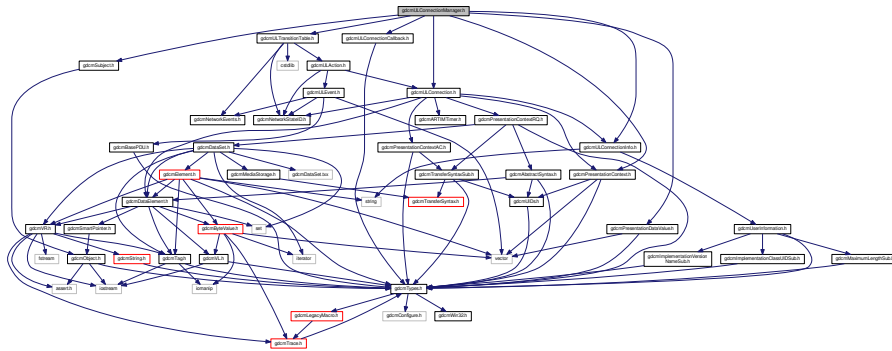 gdcmULConnectionManager.h
gdcmULTransitionTable.h
gdcmULConnectionCallback.h
gdcmSubject.h
cstdlib
gdcmULAction.h
gdcmULEvent.h
gdcmULConnection.h
gdcmNetworkEvents.h
gdcmNetworkStateID.h
gdcmARTIMTimer.h
gdcmPresentationContextRQ.h
gdcmBasePDU.h
gdcmDataSet.h
gdcmPresentationContextAC.h
gdcmULConnectionInfo.h
gdcmElement.h
gdcmMediaStorage.h
gdcmDataSet.txx
gdcmTransferSyntaxSub.h
gdcmAbstractSyntax.h
gdcmPresentationContext.h
gdcmDataElement.h
string
gdcmTransferSyntax.h
gdcmUIDs.h
gdcmVR.h
gdcmSmartPointer.h
gdcmByteValue.h
set
gdcmPresentationDataValue.h
gdcmUserInformation.h
fstream
gdcmObject.h
gdcmString.h
gdcmTag.h
gdcmVL.h
iterator
vector
gdcmImplementationVersion
NameSub.h
gdcmImplementationClassUIDSub.h
gdcmMaximumLengthSub.h
assert.h
iostream
iomanip
gdcmTypes.h
gdcmLegacyMacro.h
gdcmConfigure.h
gdcmWin32.h
gdcmTrace.h